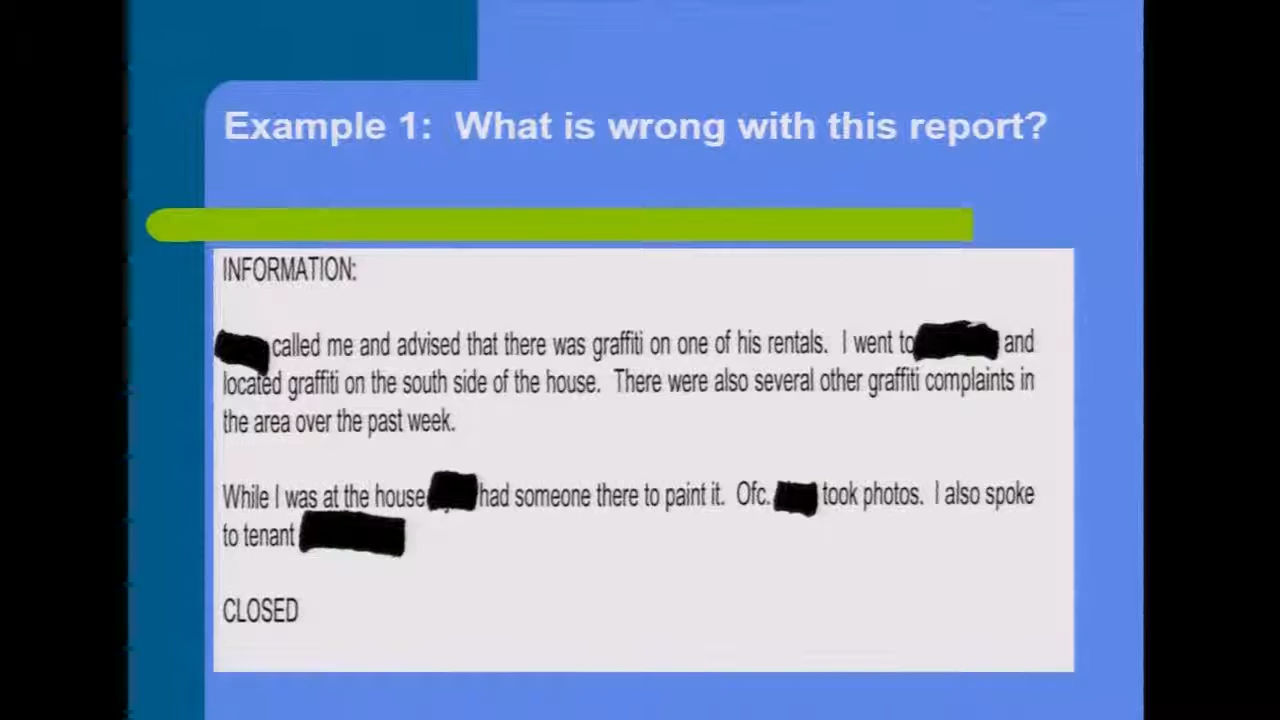 Example 1: What is wrong with this report?
INFORMATION:
called me and advised that there was graffiti on one of his rentals. I went to and
located graffiti on the south side of the house. There were also several other graffiti complaints in
the area over the past week.
While I was at the house had someone there to paint it. Ofc. took photos. I also spoke
to tenant
CLOSED